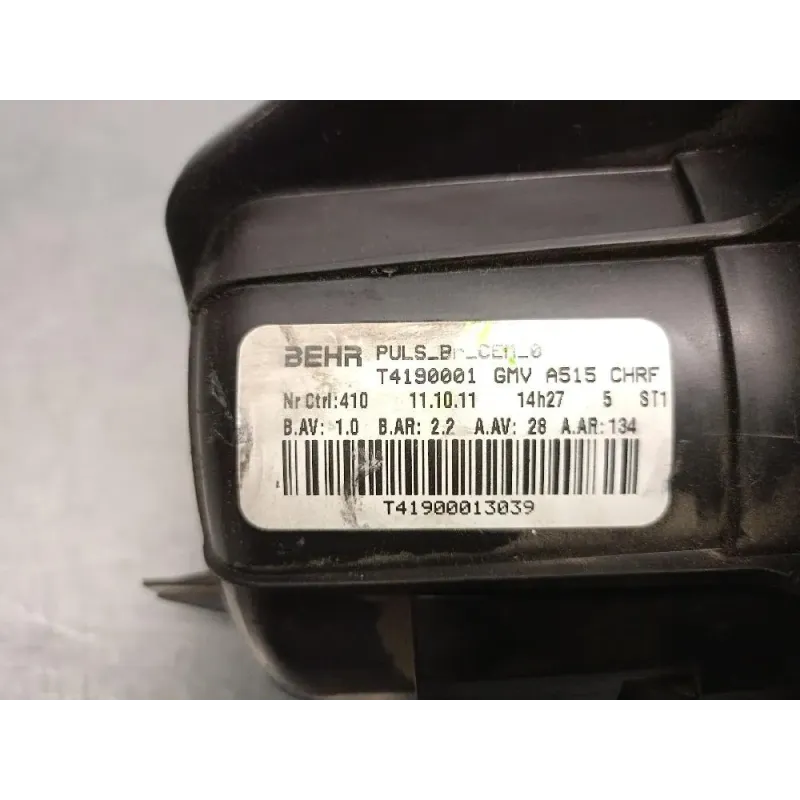 BEHR PULS_Br_CEM_0
T4190001 GMV A515 CHRF
Nr Ctrl:410 11.10.11 14h27 5 ST1
B.AV: 1.0 B.AR: 2.2 A.AV: 28 A.AR: 134
T41900013039